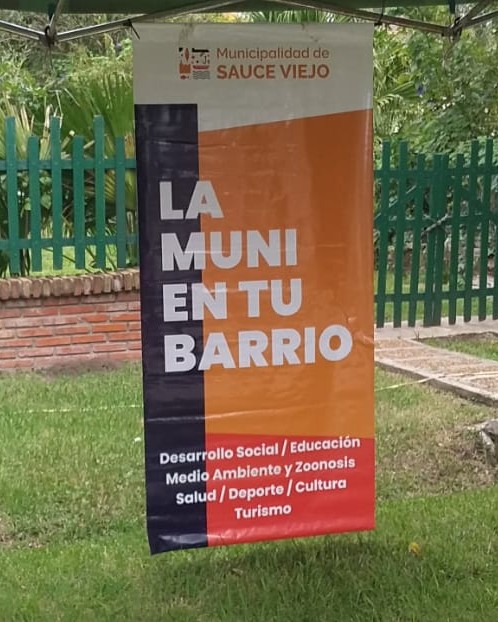 Municipalidad de
SAUCE VIEJO
LA
MUNI
EN TU
BARRIO
Desarrollo Social / Educación
Medio Ambiente y Zoonosis
Salud / Deporte / Cultura
Turismo